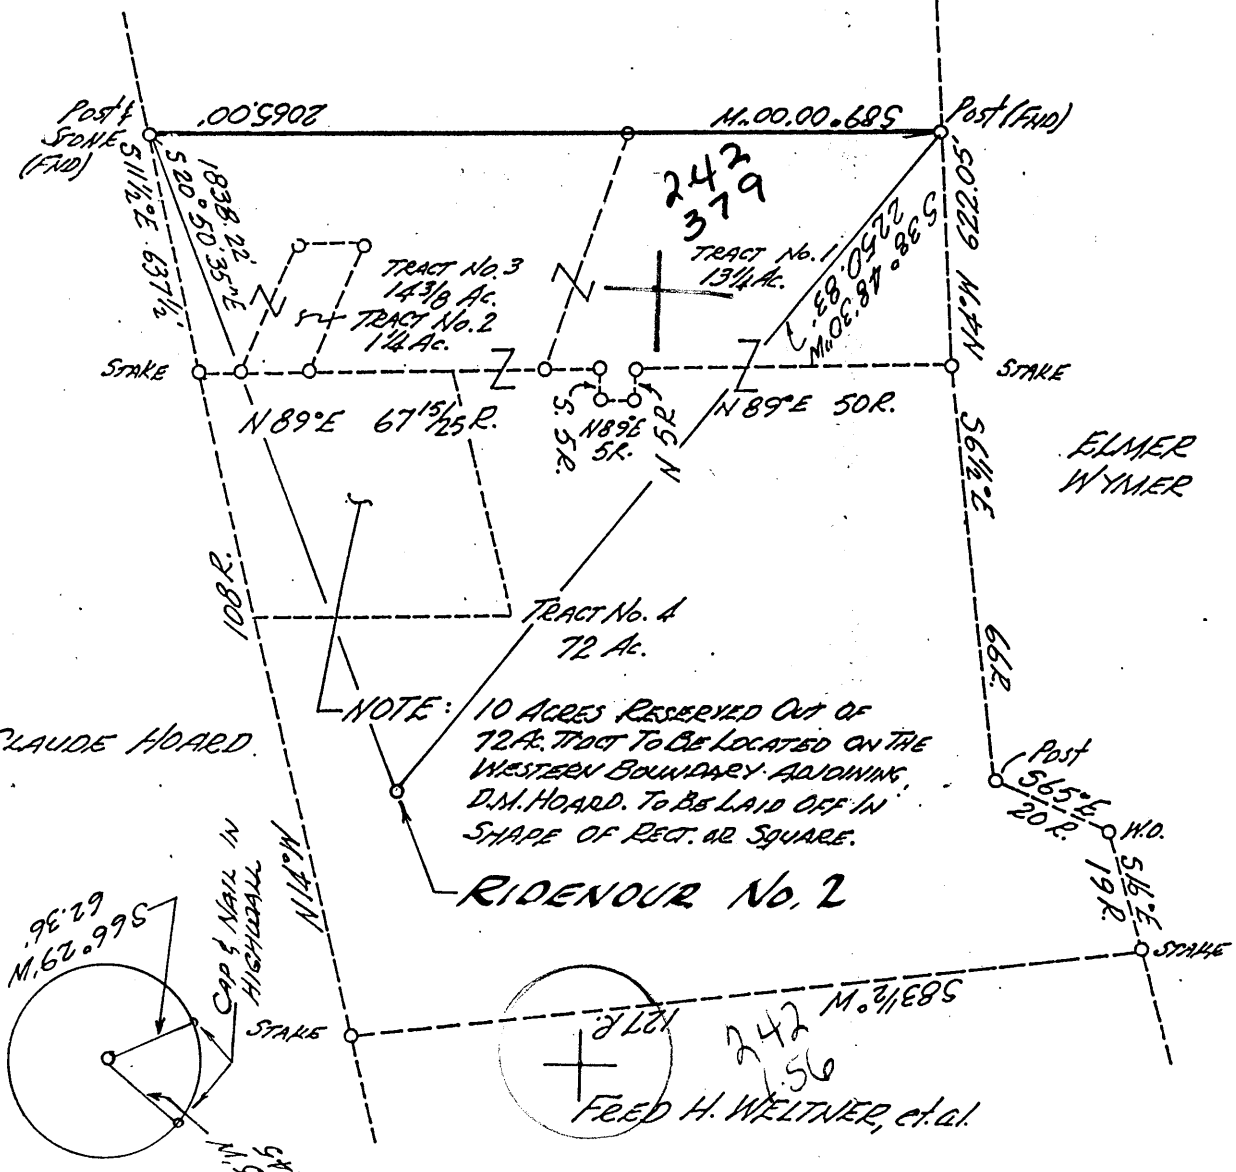 Post &
STONE
(FND)
2065.00'
S89°00'00"W
Post (FND)
S11½°E 637½'
S20°50'35"E
1838.22'
242
379
TRACT No. 1
13¼ Ac.
TRACT No. 3
14 3/8 Ac.
TRACT No. 2
1¼ Ac.
S38°48'30"W
2250.83'
N4°W 622.05'
STAKE
STAKE
N89°E 67 15/25 R.
S. 5R.
N89°E
5R.
N 5R
N89°E 50R.
S6½°E
66R.
ELMER
WYMER
108R.
N14°W
TRACT No. 4
72 Ac.
NOTE: 10 ACRES RESERVED OUT OF
72 Ac. TRACT TO BE LOCATED ON THE
WESTERN BOUNDARY ADJOINING
D.M. HOARD. TO BE LAID OFF IN
SHAPE OF RECT. OR SQUARE.
CLAUDE HOARD
Post
S65°E
20R.
W.O.
S16°E
19R.
STAKE
RIDENOUR No. 2
S66°29'W
62.36'
CAP & NAIL IN
HIGHWALL
STAKE
S83½°W
127R.
242
156
FRED H. WELTNER, et.al.